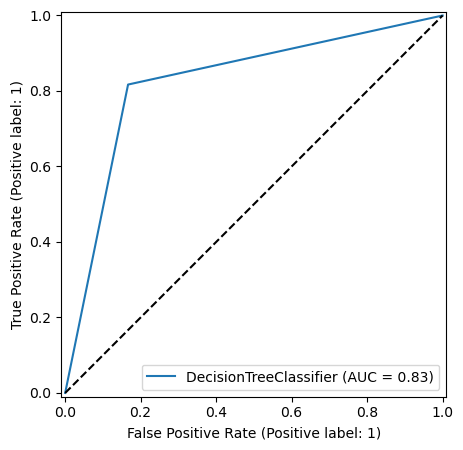 1.0
0.8
0.6
0.4
0.2
0.0
True Positive Rate (Positive label: 1)
DecisionTreeClassifier (AUC = 0.83)
0.0 0.2 0.4 0.6 0.8 1.0
False Positive Rate (Positive label: 1)